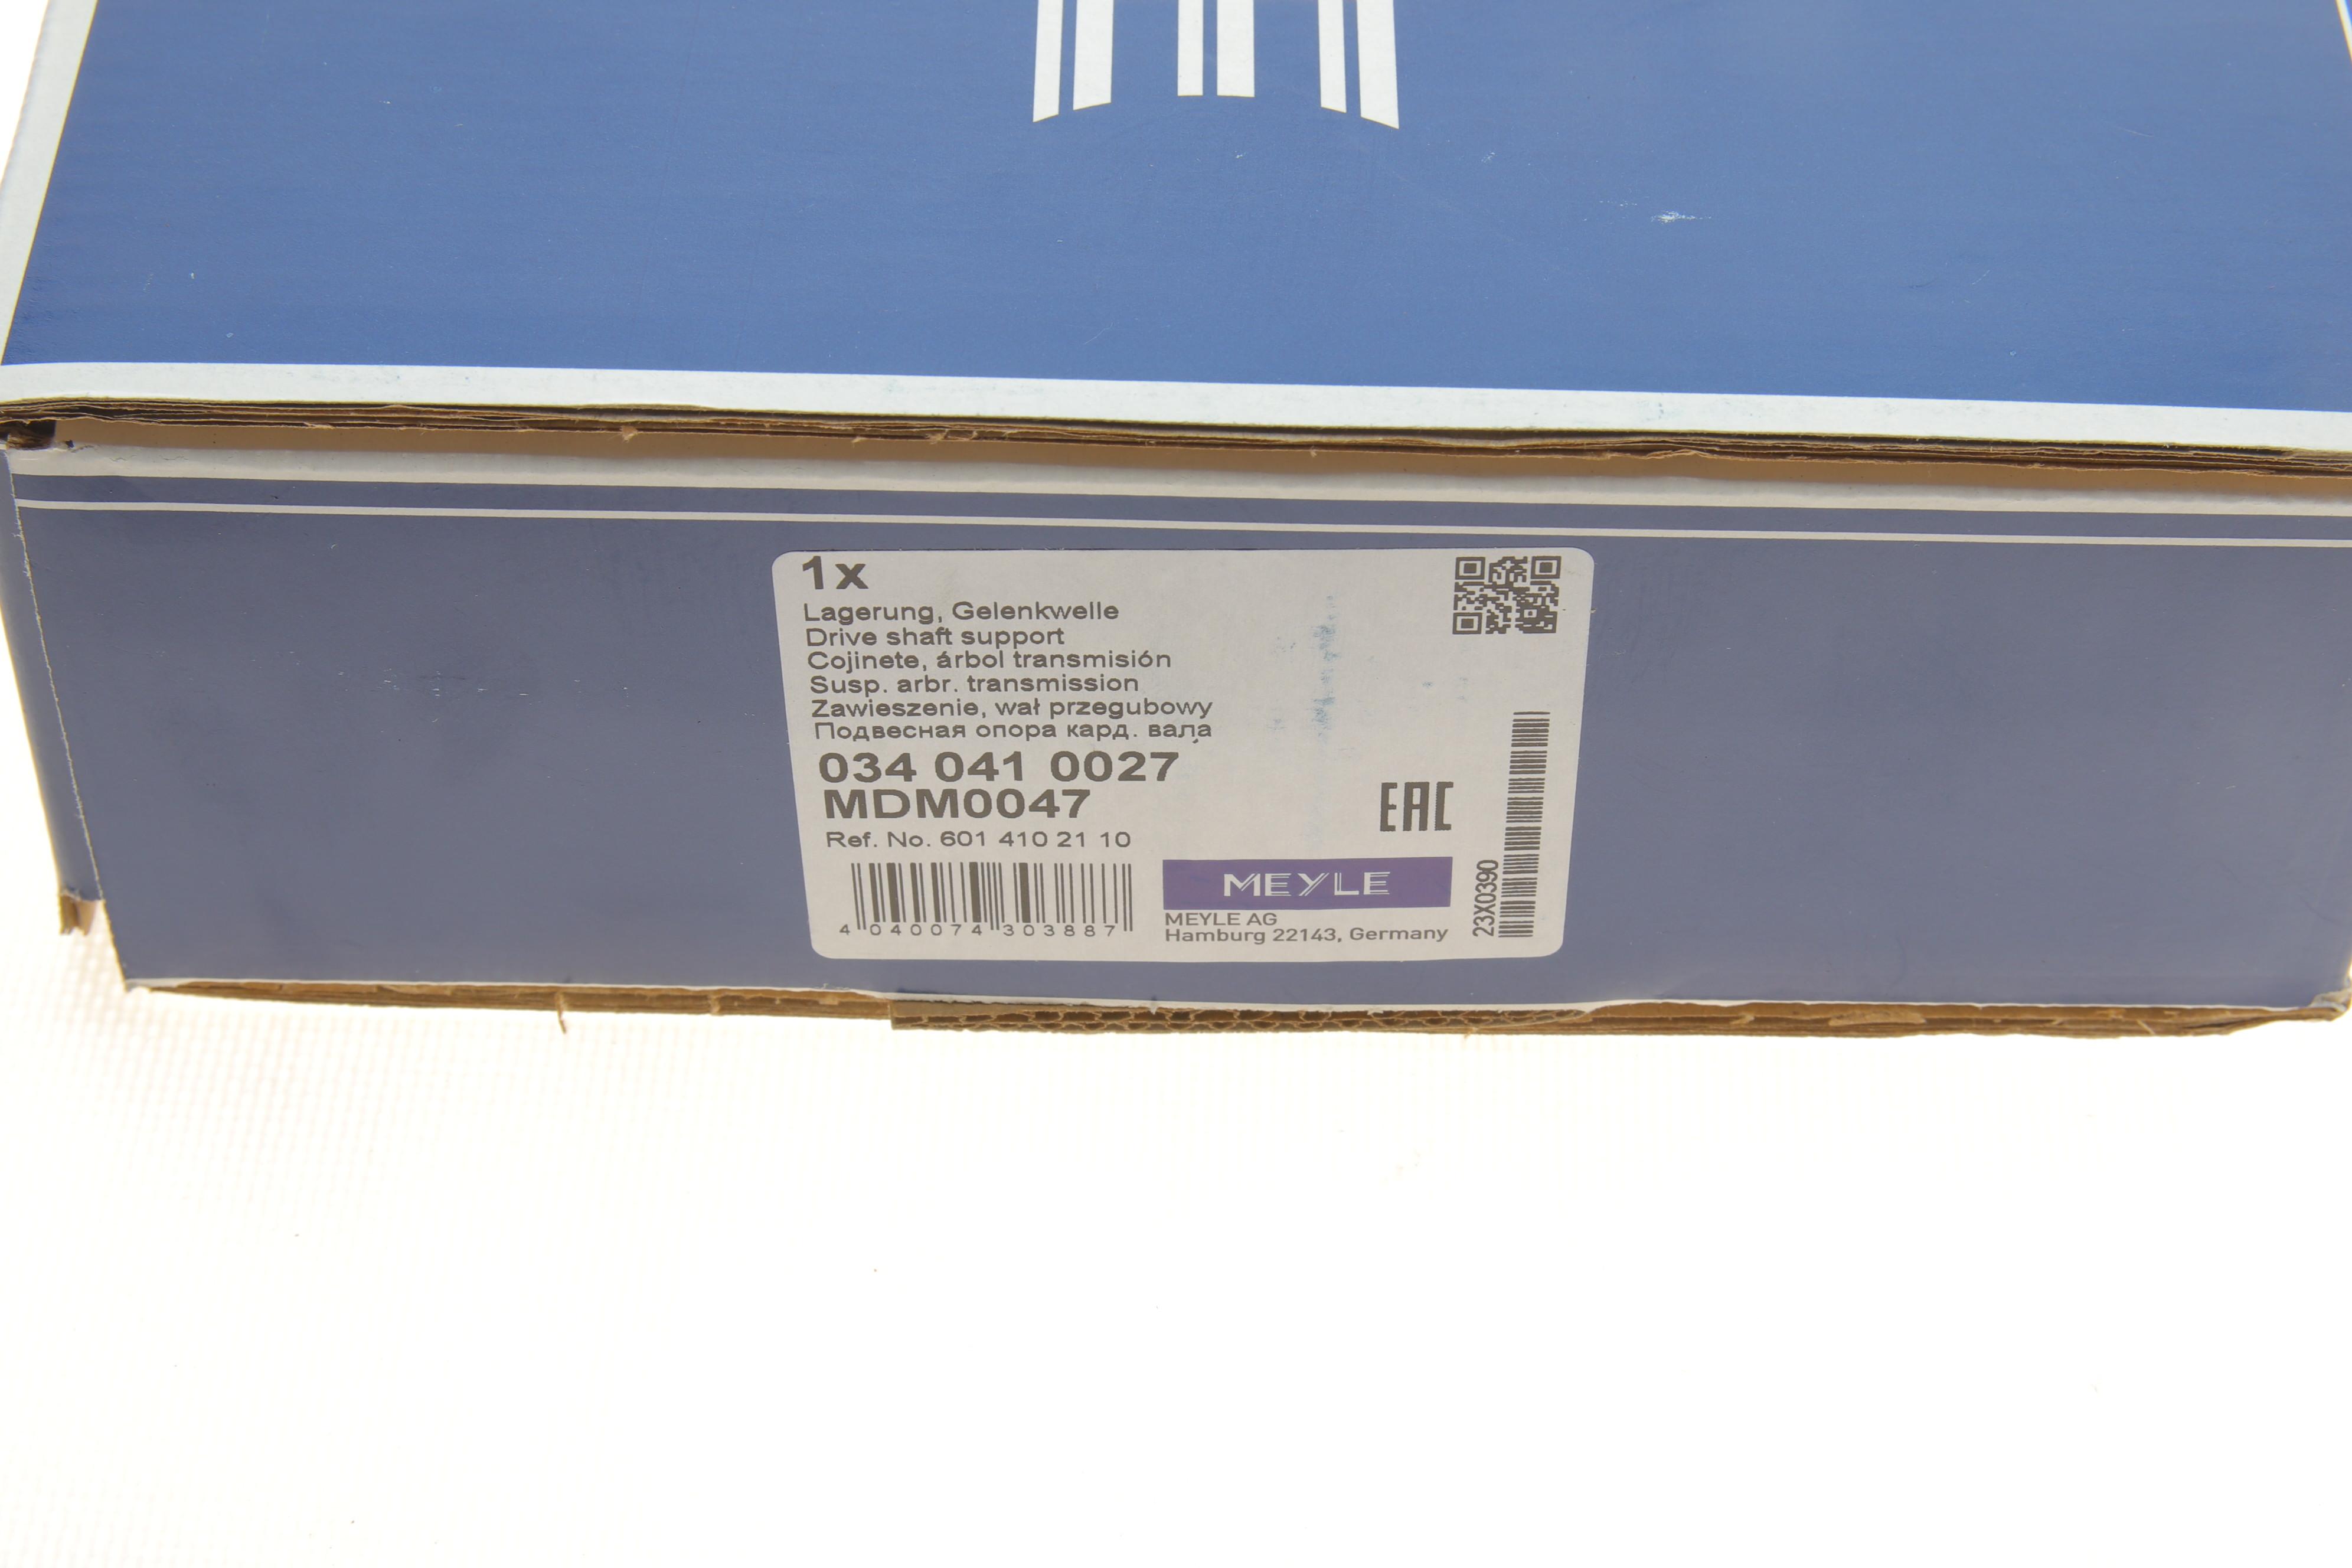 1x
Lagerung, Gelenkwelle
Drive shaft support
Cojinete, árbol transmisión
Susp. arbr. transmission
Zawieszenie, wał przegubowy
Подвесная опора кард. вала
034 041 0027
MDM0047
Ref. No. 601 410 21 10
EAC
4 040074 303887
MEYLE
MEYLE AG
Hamburg 22143, Germany
23X0390